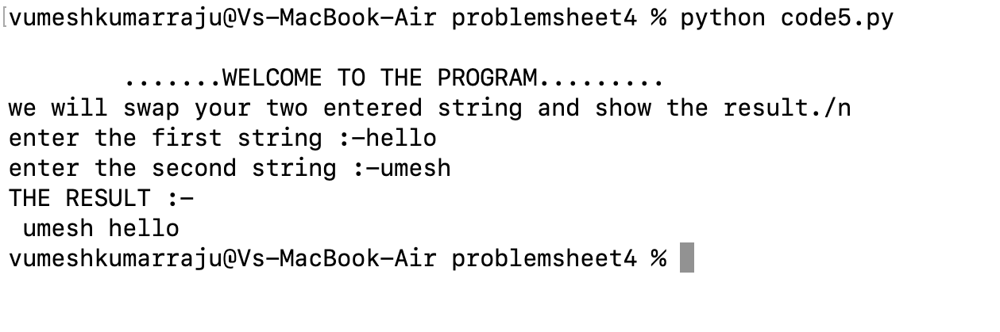 [vumeshkumarraju@Vs-MacBook-Air problemsheet4 % python code5.py
.......WELCOME TO THE PROGRAM.........
we will swap your two entered string and show the result./n
enter the first string :-hello
enter the second string :-umesh
THE RESULT :-
umesh hello
vumeshkumarraju@Vs-MacBook-Air problemsheet4 %